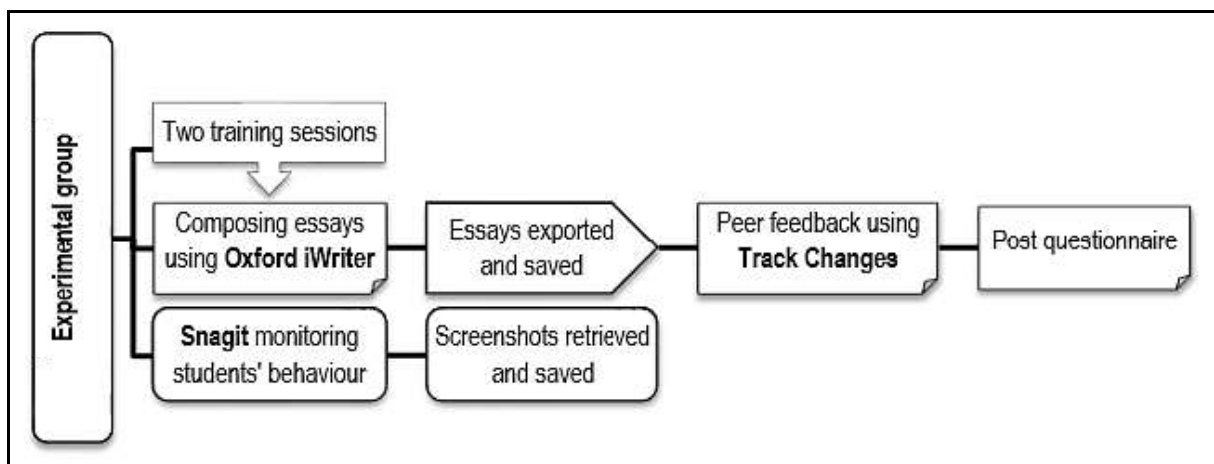 Experimental group
Two training sessions
Composing essays
using Oxford iWriter
Essays exported
and saved
Peer feedback using
Track Changes
Post questionnaire
Snagit monitoring
students' behaviour
Screenshots retrieved
and saved